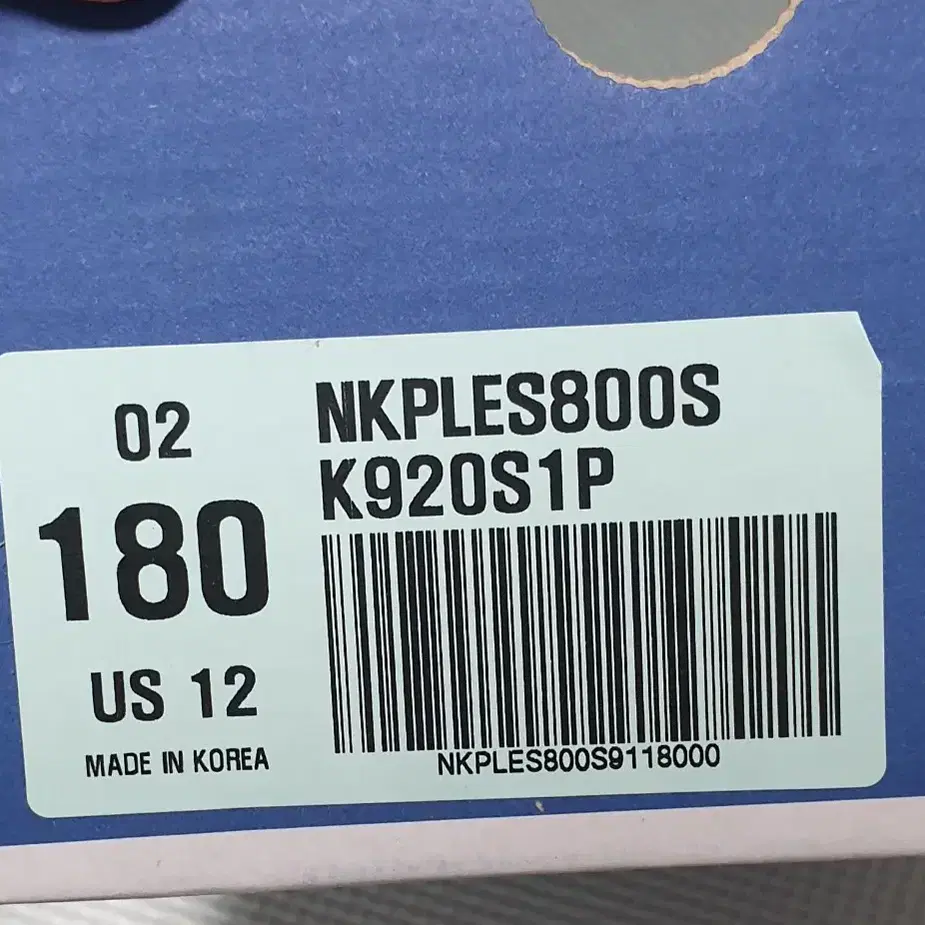 02
180
US 12
MADE IN KOREA
NKPLES800S
K920S1P
NKPLES800S9118000